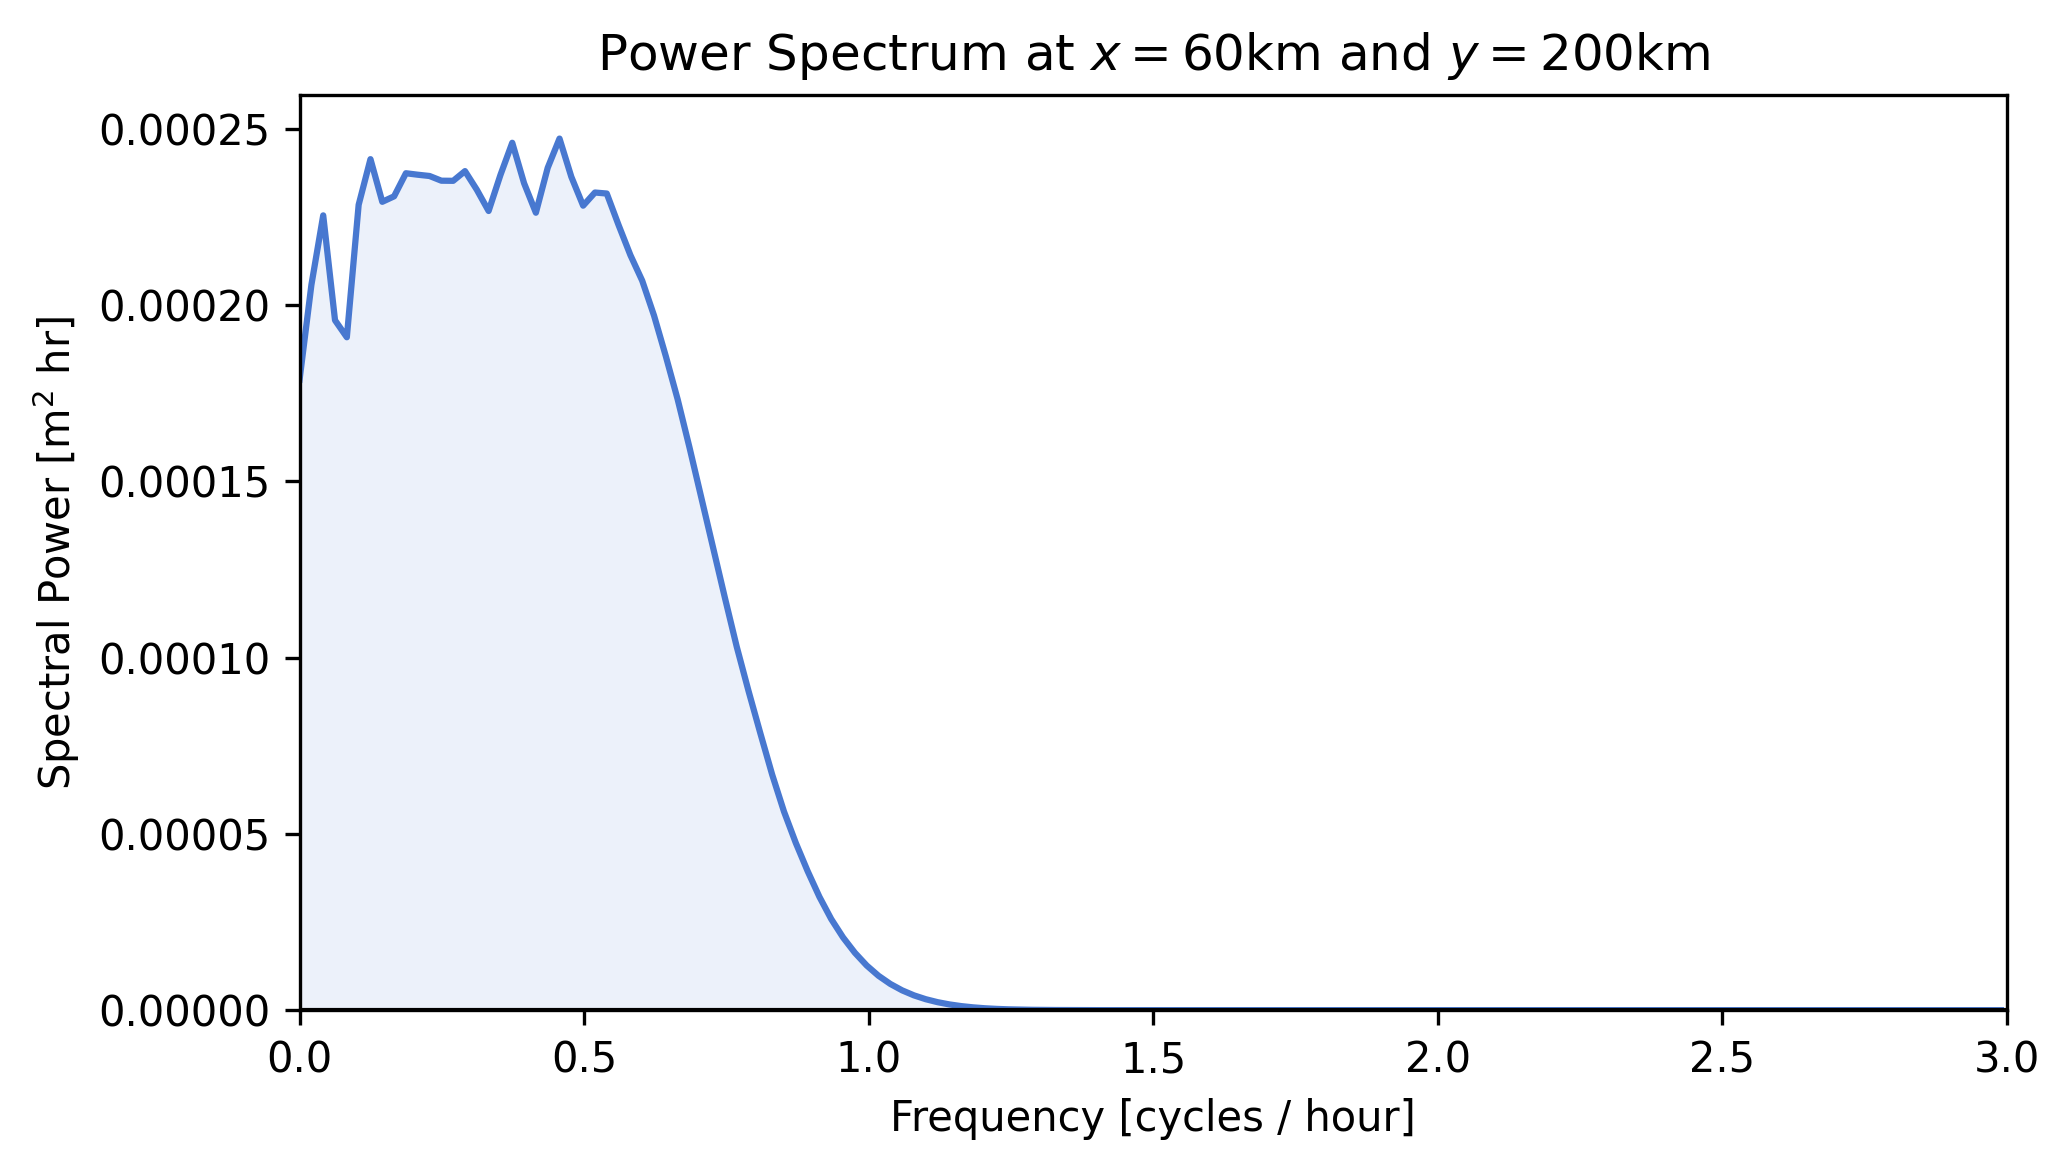 Power Spectrum at x = 60km and y = 200km
Spectral Power [m² hr]
0.00025
0.00020
0.00015
0.00010
0.00005
0.00000
0.0 0.5 1.0 1.5 2.0 2.5 3.0
Frequency [cycles / hour]